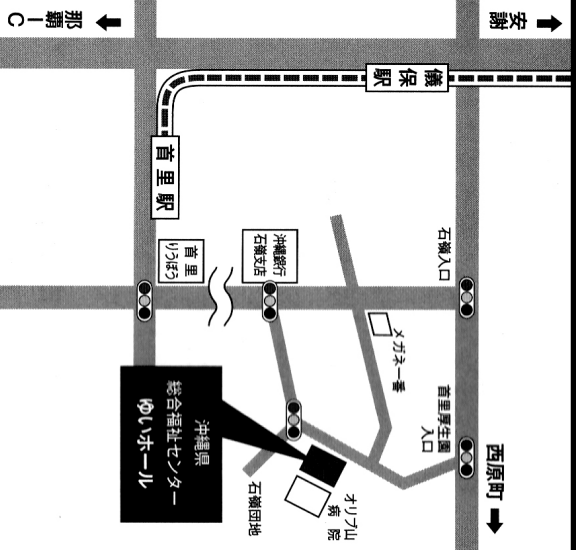 安謝
那覇IC
儀保駅
首里駅
石嶺入口
沖縄銀行
石嶺支店
首里
りうぼう
メガネ一番
首里厚生園
入口
西原町
沖縄県
総合福祉センター
ゆいホール
オリブ山
病院
石嶺団地